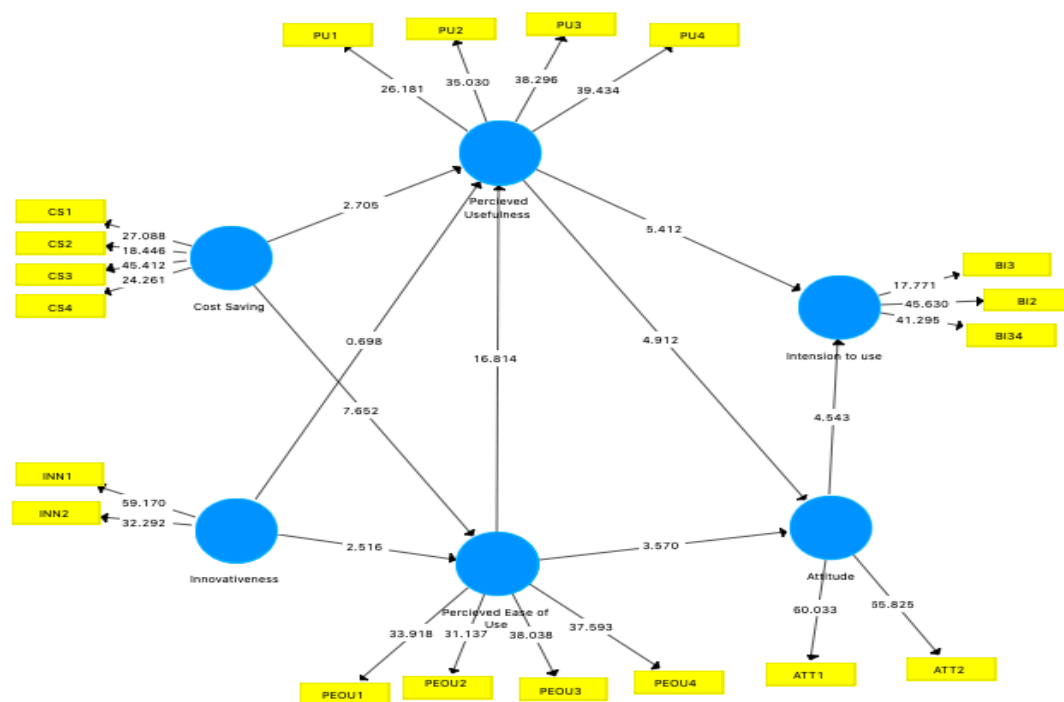 PU1
PU2
PU3
PU4
26.181
35.030
38.296
39.434
Percieved
Usefulness
CS1
CS2
CS3
CS4
27.088
18.446
45.412
24.261
Cost Saving
2.705
5.412
BI3
BI2
BI34
17.771
45.630
41.295
Intension to use
0.698
16.814
4.912
7.652
4.543
INN1
INN2
59.170
32.292
Innovativeness
2.516
3.570
Percieved Ease of
Use
Attitude
33.918
31.137
38.038
37.593
60.033
55.825
PEOU1
PEOU2
PEOU3
PEOU4
ATT1
ATT2